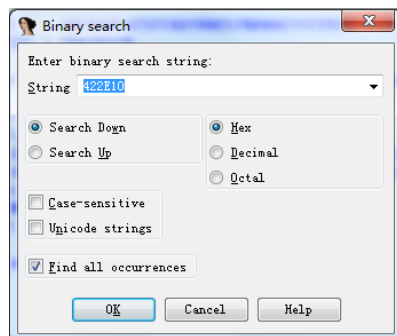 Binary search
Enter binary search string:
String 422E10
Search Down
Hex
Search Up
Decimal
Octal
Case-sensitive
Unicode strings
Find all occurrences
OK Cancel Help